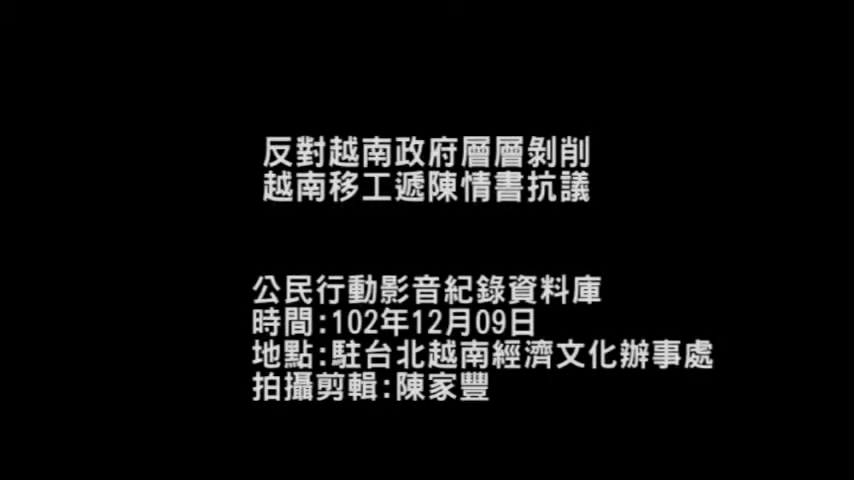 反對越南政府層層剝削
越南移工遞陳情書抗議
公民行動影音紀錄資料庫
時間:102年12月09日
地點:駐台北越南經濟文化辦事處
拍攝剪輯:陳家豐